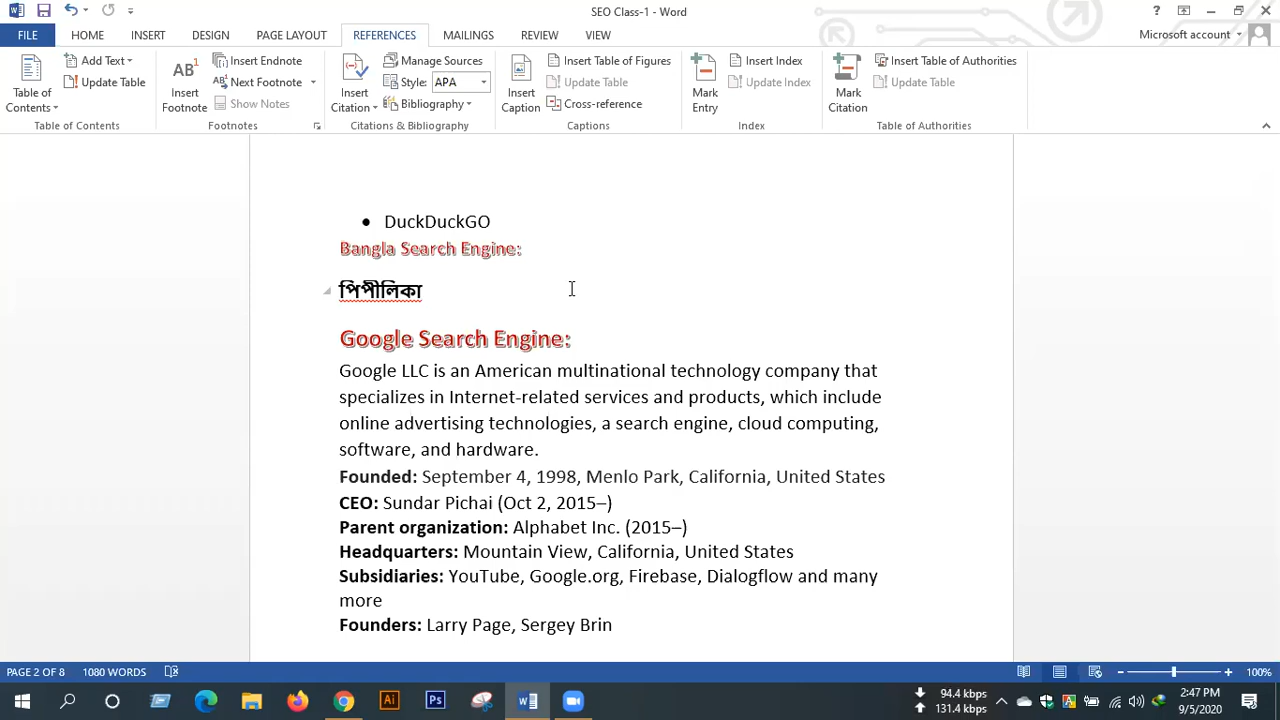 SEO Class-1 - Word
FILE HOME INSERT DESIGN PAGE LAYOUT REFERENCES MAILINGS REVIEW VIEW Microsoft account
Table of Contents
Add Text
Update Table
Table of Contents
AB1
Insert Footnote
Insert Endnote
Next Footnote
Show Notes
Footnotes
Insert Citation
Manage Sources
Style: APA
Bibliography
Citations & Bibliography
Insert Caption
Insert Table of Figures
Update Table
Cross-reference
Captions
Mark Entry
Insert Index
Update Index
Index
Mark Citation
Insert Table of Authorities
Update Table
Table of Authorities
• DuckDuckGO
Bangla Search Engine:
পিপীলিকা
Google Search Engine:
Google LLC is an American multinational technology company that
specializes in Internet-related services and products, which include
online advertising technologies, a search engine, cloud computing,
software, and hardware.
Founded: September 4, 1998, Menlo Park, California, United States
CEO: Sundar Pichai (Oct 2, 2015–)
Parent organization: Alphabet Inc. (2015–)
Headquarters: Mountain View, California, United States
Subsidiaries: YouTube, Google.org, Firebase, Dialogflow and many
more
Founders: Larry Page, Sergey Brin
PAGE 2 OF 8 1080 WORDS 100%
Ai Ps
94.4 kbps 2:47 PM
131.4 kbps 9/5/2020